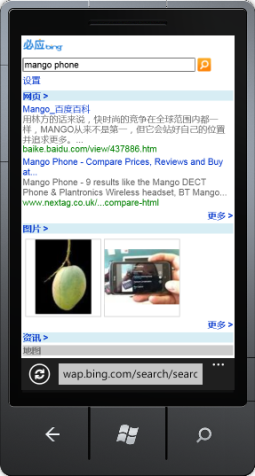 必应bing
mango phone
设置
网页 >
Mango_百度百科
用林方的话来说，快时尚的竞争在全球范围内都一
样，MANGO从来不是第一，但它会站好自己的位置
并追求更多。...
baike.baidu.com/view/437886.htm
Mango Phone - Compare Prices, Reviews and Buy
at...
Mango Phone - 9 results like the Mango DECT
Phone & Plantronics Wireless headset, BT Mango...
www.nextag.co.uk/...compare-html
更多 >
图片 >
更多 >
资讯 >
地图
wap.bing.com/search/searc